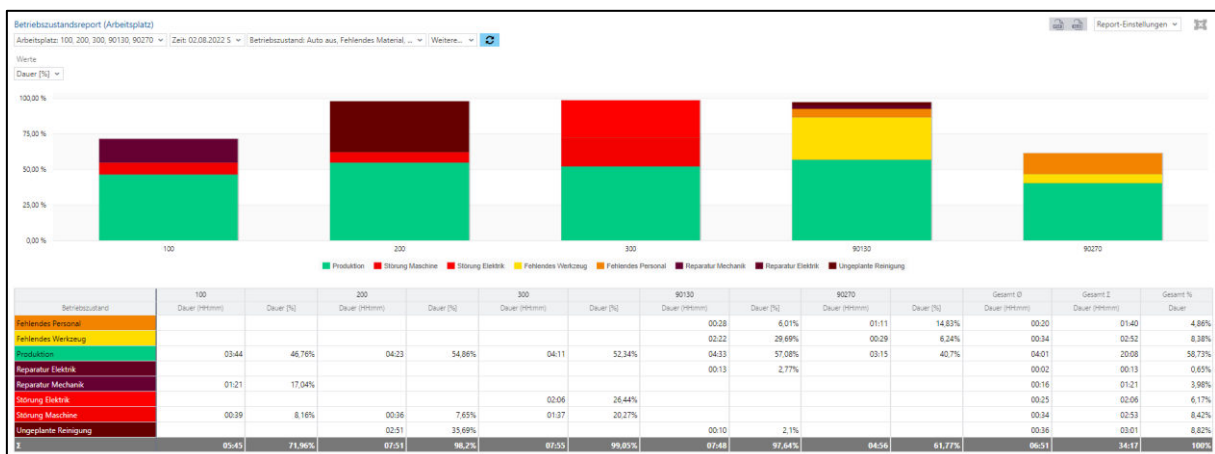 Betriebszustandsreport (Arbeitsplatz)
Report-Einstellungen
Arbeitsplatz: 100, 200, 300, 90130, 90270 Zeit: 02.08.2022 S Betriebszustand: Auto aus, Fehlendes Material, ... Weitere...
Werte
Dauer [%]
100,00 %
75,00 %
50,00 %
25,00 %
0,00 %
100 200 300 90130 90270
Produktion Störung Maschine Störung Elektrik Fehlendes Werkzeug Fehlendes Personal Reparatur Mechanik Reparatur Elektrik Ungeplante Reinigung
100 200 300 90130 90270 Gesamt Ø Gesamt Σ Gesamt %
Betriebszustand Dauer (HH:mm) Dauer [%] Dauer (HH:mm) Dauer [%] Dauer (HH:mm) Dauer [%] Dauer (HH:mm) Dauer [%] Dauer (HH:mm) Dauer [%] Dauer (HH:mm) Dauer (HH:mm) Dauer
Fehlendes Personal 00:28 6,01% 01:11 14,83% 00:20 01:40 4,86%
Fehlendes Werkzeug 02:22 29,69% 00:29 6,24% 00:34 02:52 8,38%
Produktion 03:44 46,76% 04:23 54,86% 04:11 52,34% 04:33 57,08% 03:15 40,7% 04:01 20:08 58,73%
Reparatur Elektrik 00:13 2,77% 00:02 00:13 0,65%
Reparatur Mechanik 01:21 17,04% 00:16 01:21 3,98%
Störung Elektrik 02:06 26,44% 00:25 02:06 6,17%
Störung Maschine 00:39 8,16% 00:36 7,65% 01:37 20,27% 00:34 02:53 8,42%
Ungeplante Reinigung 02:51 35,69% 00:10 2,1% 00:36 03:01 8,82%
Σ 05:45 71,96% 07:51 98,2% 07:55 99,05% 07:48 97,64% 04:56 61,77% 06:51 34:17 100%